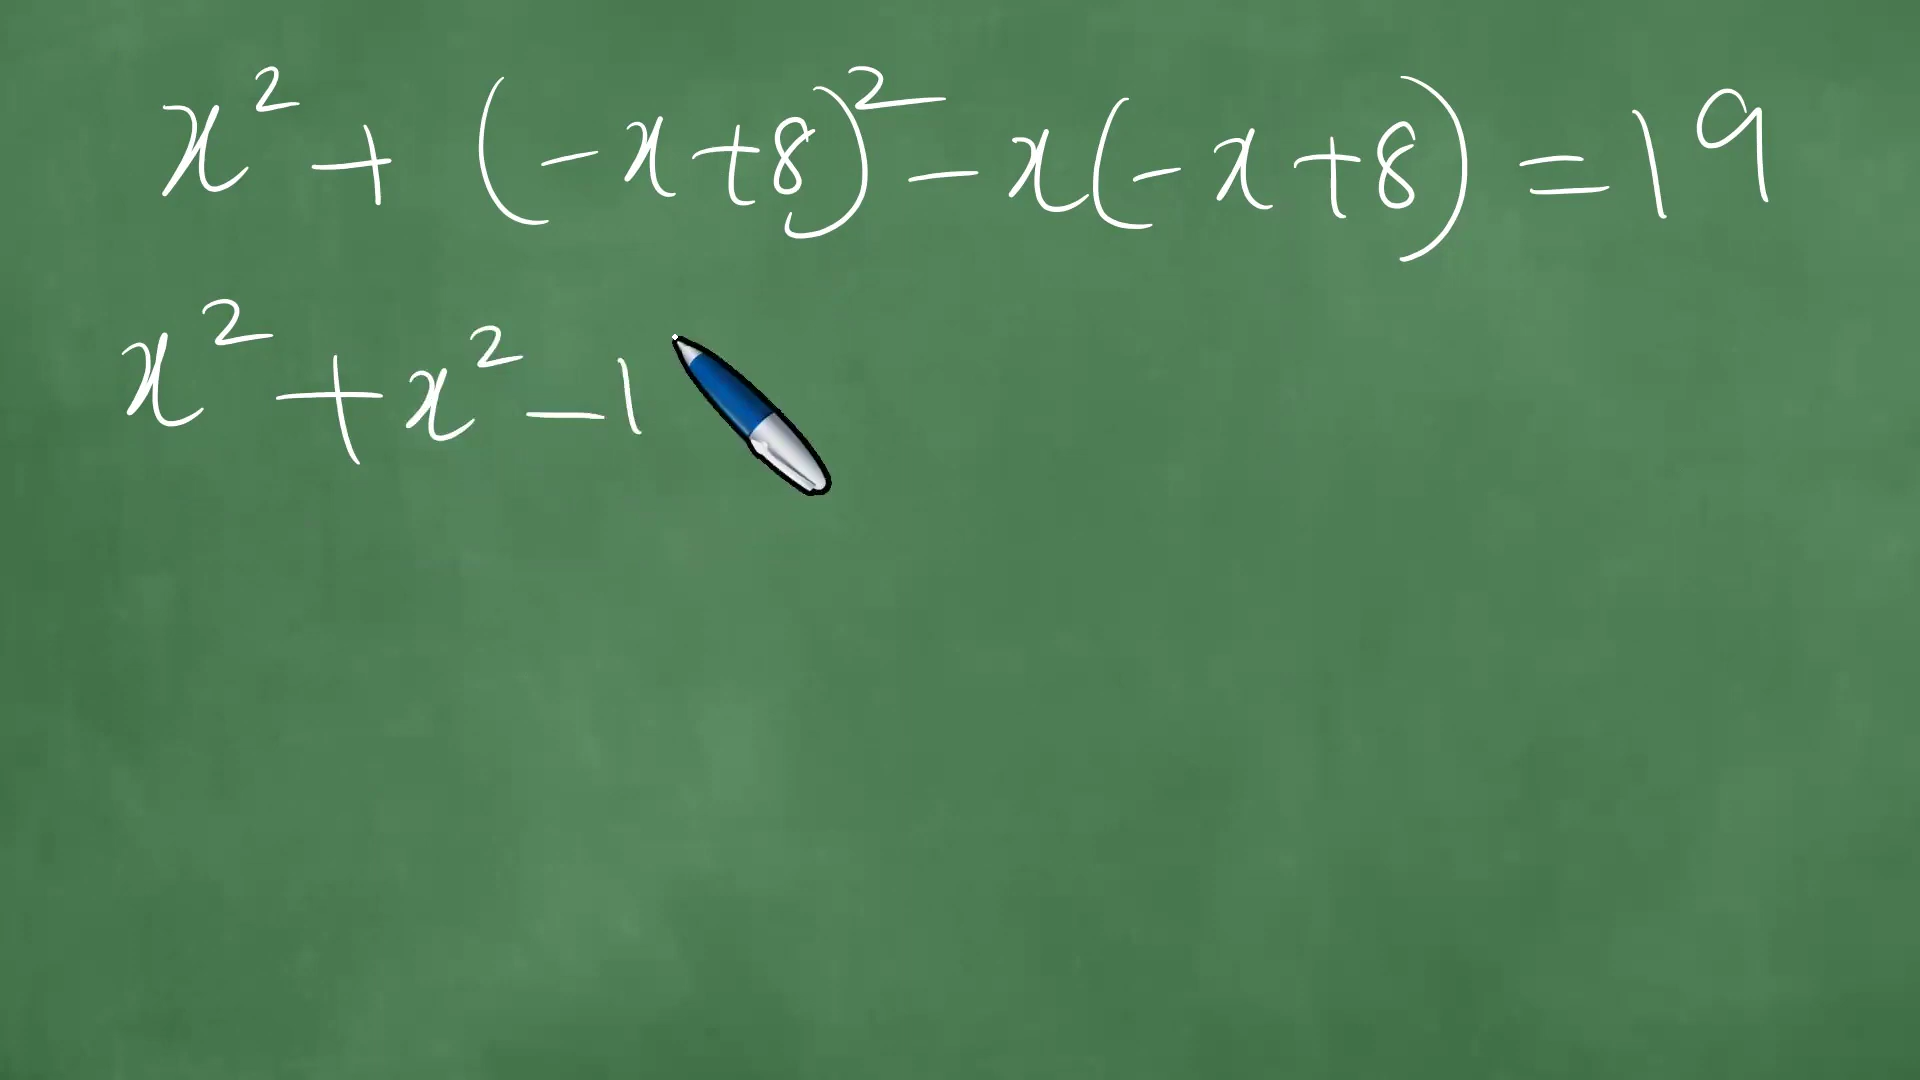 x² + (-x+8)² - x(-x+8) = 19
x² + x² - 1